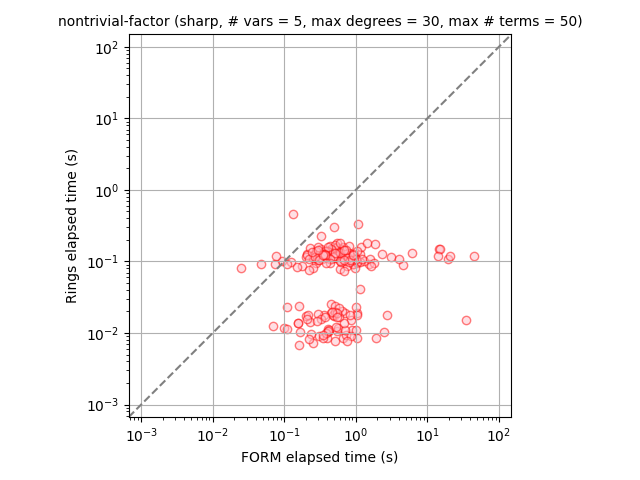 nontrivial-factor (sharp, # vars = 5, max degrees = 30, max # terms = 50)
Rings elapsed time (s)
10²
10¹
10⁰
10⁻¹
10⁻²
10⁻³
10⁻³ 10⁻² 10⁻¹ 10⁰ 10¹ 10²
FORM elapsed time (s)